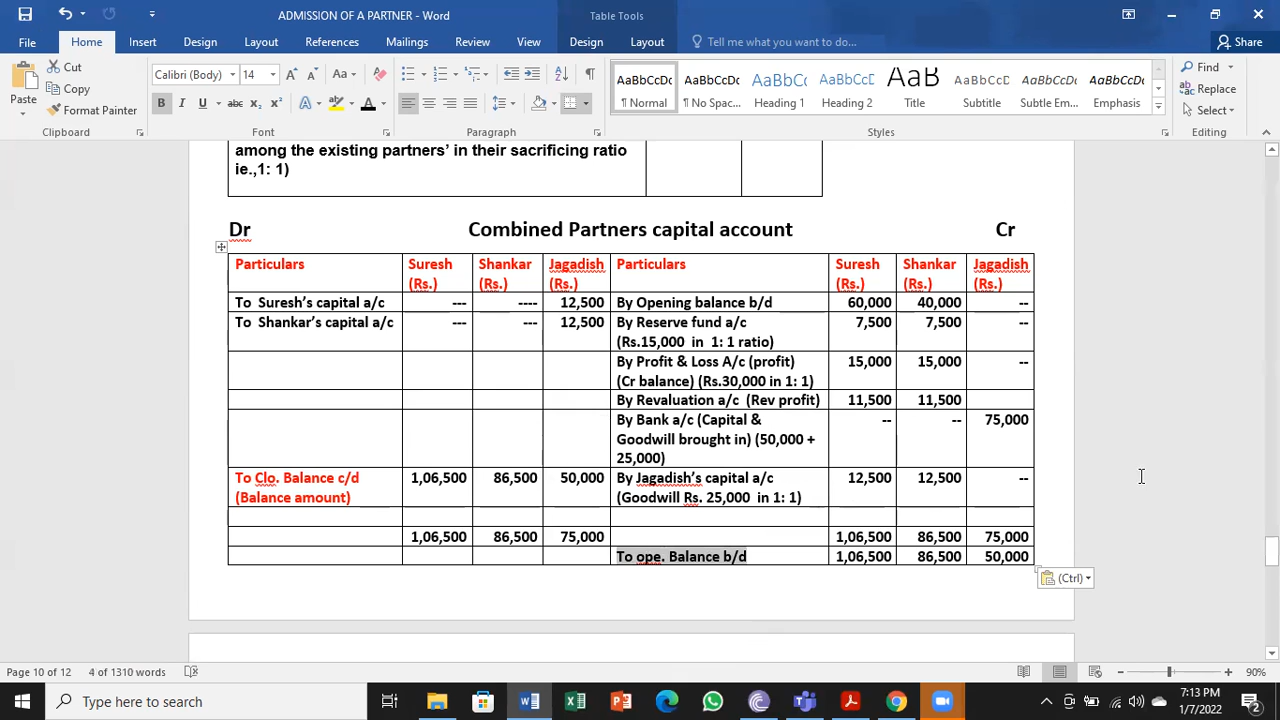 ADMISSION OF A PARTNER - Word
Table Tools
File Home Insert Design Layout References Mailings Review View Design Layout Tell me what you want to do... Share
Paste
Cut
Copy
Format Painter
Clipboard
Calibri (Body) 14
Font
Paragraph
AaBbCcDc AaBbCcDc AaBbCc AaBbCcD AaB AaBbCcD AaBbCcDc AaBbCcDc
¶ Normal ¶ No Spac... Heading 1 Heading 2 Title Subtitle Subtle Em... Emphasis
Styles
Find
Replace
Select
Editing
among the existing partners’ in their sacrificing ratio
ie.,1: 1)
Dr Combined Partners capital account Cr
Particulars Suresh (Rs.) Shankar (Rs.) Jagadish (Rs.) Particulars Suresh (Rs.) Shankar (Rs.) Jagadish (Rs.)
To Suresh’s capital a/c --- ---- 12,500 By Opening balance b/d 60,000 40,000 --
To Shankar’s capital a/c --- --- 12,500 By Reserve fund a/c 7,500 7,500 --
(Rs.15,000 in 1: 1 ratio)
By Profit & Loss A/c (profit) 15,000 15,000 --
(Cr balance) (Rs.30,000 in 1: 1)
By Revaluation a/c (Rev profit) 11,500 11,500
By Bank a/c (Capital & -- -- 75,000
Goodwill brought in) (50,000 +
25,000)
To Clo. Balance c/d 1,06,500 86,500 50,000 By Jagadish’s capital a/c 12,500 12,500 --
(Balance amount) (Goodwill Rs. 25,000 in 1: 1)
1,06,500 86,500 75,000 1,06,500 86,500 75,000
To ope. Balance b/d 1,06,500 86,500 50,000
(Ctrl)
Page 10 of 12 4 of 1310 words 90%
Type here to search
7:13 PM
1/7/2022
2